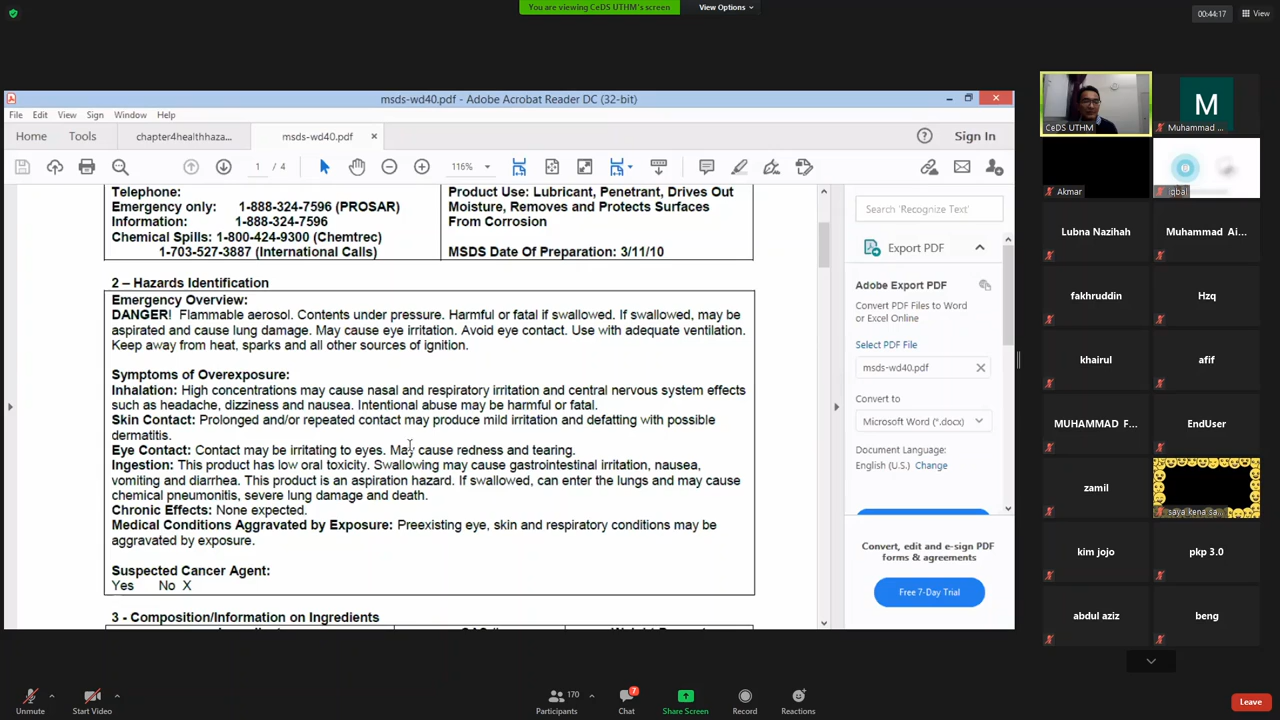 You are viewing CeDS UTHM's screen
View Options
00:44:17
View
msds-wd40.pdf - Adobe Acrobat Reader DC (32-bit)
File Edit View Sign Window Help
Home Tools chapter4healthhaza... msds-wd40.pdf Sign In
1 / 4 116%
Telephone:
Emergency only: 1-888-324-7596 (PROSAR)
Information: 1-888-324-7596
Chemical Spills: 1-800-424-9300 (Chemtrec)
1-703-527-3887 (International Calls)
Product Use: Lubricant, Penetrant, Drives Out
Moisture, Removes and Protects Surfaces
From Corrosion
MSDS Date Of Preparation: 3/11/10
2 – Hazards Identification
Emergency Overview:
DANGER! Flammable aerosol. Contents under pressure. Harmful or fatal if swallowed. If swallowed, may be
aspirated and cause lung damage. May cause eye irritation. Avoid eye contact. Use with adequate ventilation.
Keep away from heat, sparks and all other sources of ignition.
Symptoms of Overexposure:
Inhalation: High concentrations may cause nasal and respiratory irritation and central nervous system effects
such as headache, dizziness and nausea. Intentional abuse may be harmful or fatal.
Skin Contact: Prolonged and/or repeated contact may produce mild irritation and defatting with possible
dermatitis.
Eye Contact: Contact may be irritating to eyes. May cause redness and tearing.
Ingestion: This product has low oral toxicity. Swallowing may cause gastrointestinal irritation, nausea,
vomiting and diarrhea. This product is an aspiration hazard. If swallowed, can enter the lungs and may cause
chemical pneumonitis, severe lung damage and death.
Chronic Effects: None expected.
Medical Conditions Aggravated by Exposure: Preexisting eye, skin and respiratory conditions may be
aggravated by exposure.
Suspected Cancer Agent:
Yes No X
3 - Composition/Information on Ingredients
Search 'Recognize Text'
Export PDF
Adobe Export PDF
Convert PDF Files to Word
or Excel Online
Select PDF File
msds-wd40.pdf
Convert to
Microsoft Word (*.docx)
Document Language:
English (U.S.) Change
Convert, edit and e-sign PDF
forms & agreements
Free 7-Day Trial
CeDS UTHM
M
Muhammad ...
Akmar
iqbal
Lubna Nazihah
Muhammad Ai...
fakhruddin
Hzq
khairul
afif
MUHAMMAD F...
EndUser
zamil
saya kena sa...
kim jojo
pkp 3.0
abdul aziz
beng
Unmute
Start Video
170
Participants
7
Chat
Share Screen
Record
Reactions
Leave